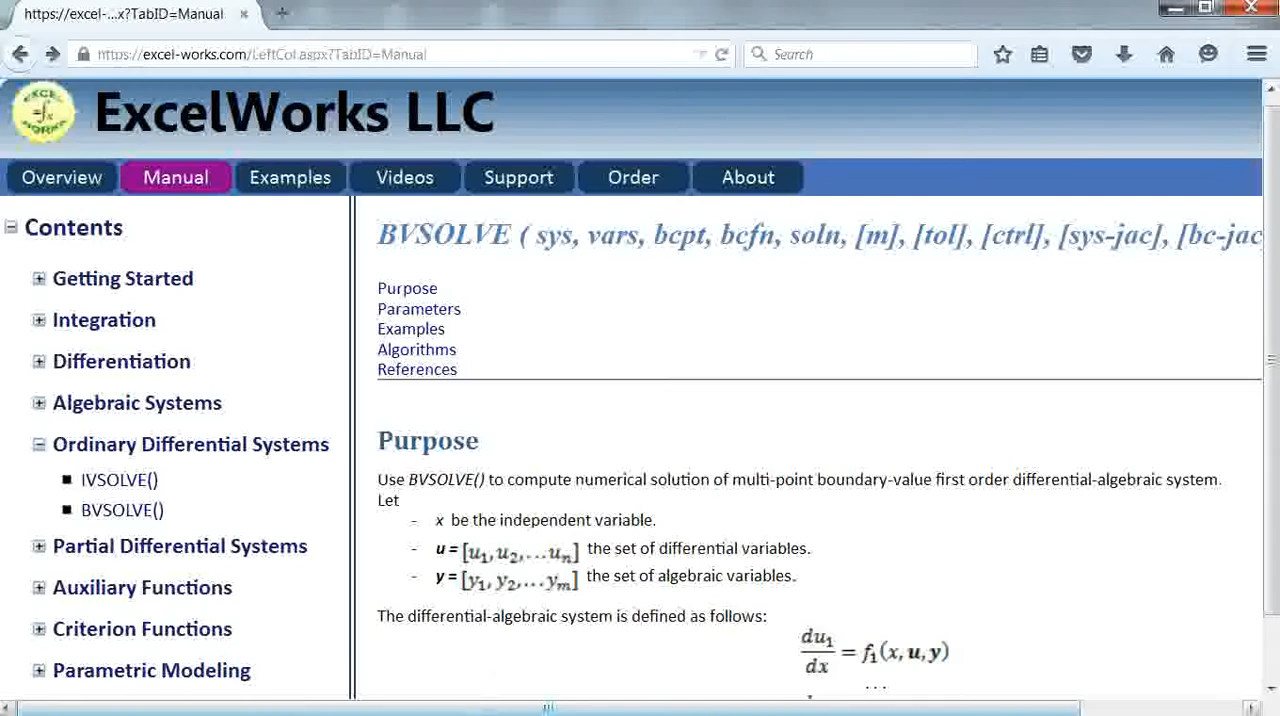 https://excel-...x?TabID=Manual
https://excel-works.com/LeftCol.aspx?TabID=Manual
Search
EXCEL
=fx
WORKS
ExcelWorks LLC
Overview
Manual
Examples
Videos
Support
Order
About
Contents
Getting Started
Integration
Differentiation
Algebraic Systems
Ordinary Differential Systems
IVSOLVE()
BVSOLVE()
Partial Differential Systems
Auxiliary Functions
Criterion Functions
Parametric Modeling
BVSOLVE ( sys, vars, bcpt, bcfn, soln, [m], [tol], [ctrl], [sys-jac], [bc-jac
Purpose
Parameters
Examples
Algorithms
References
Purpose
Use BVSOLVE() to compute numerical solution of multi-point boundary-value first order differential-algebraic system.
Let
- x be the independent variable.
- u = [u₁, u₂, … uₙ] the set of differential variables.
- y = [y₁, y₂, … yₘ] the set of algebraic variables.
The differential-algebraic system is defined as follows:
du₁/dx = f₁(x, u, y)
...